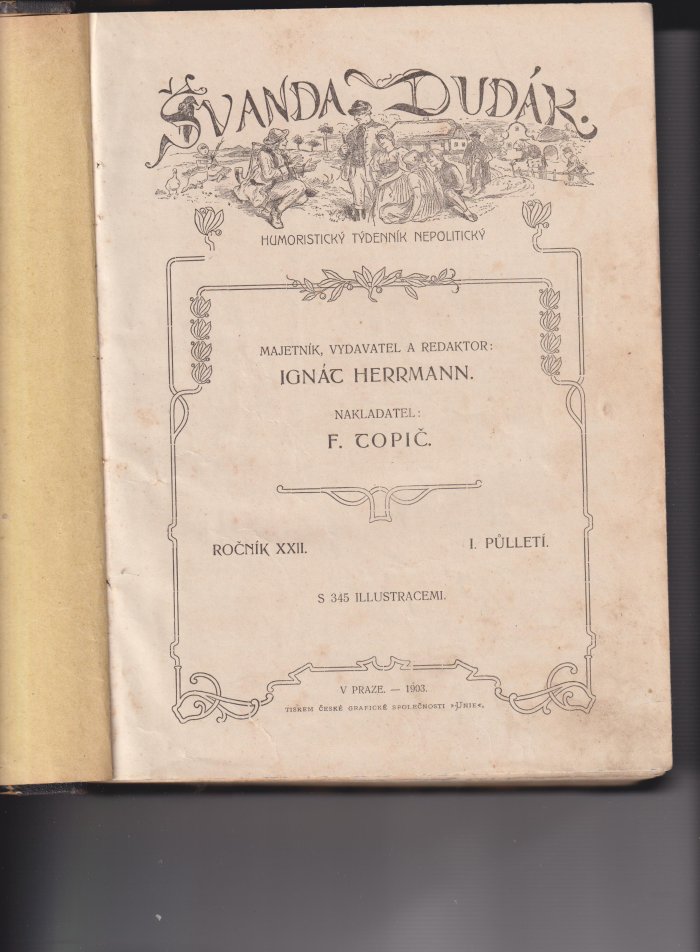 ŠVANDA DUDÁK.
HUMORISTICKÝ TÝDENNÍK NEPOLITICKÝ
MAJETNÍK, VYDAVATEL A REDAKTOR:
IGNÁT HERRMANN.
NAKLADATEL:
F. TOPIČ.
ROČNÍK XXII. I. PŮLLETÍ.
S 345 ILLUSTRACEMI.
V PRAZE. — 1903.
TISKEM ČESKÉ GRAFICKÉ SPOLEČNOSTI »UNIE«.